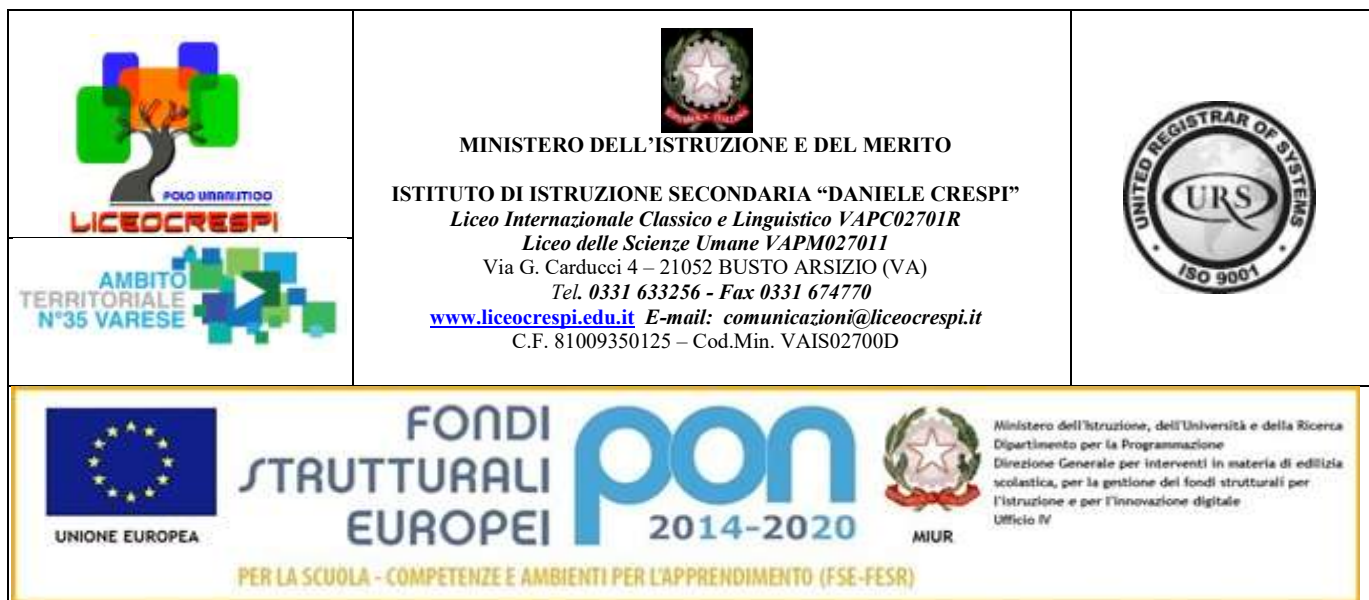 POLO UMANISTICO
LICEOCRESPI
AMBITO
TERRITORIALE
N°35 VARESE
REPUBBLICA ITALIANA
MINISTERO DELL'ISTRUZIONE E DEL MERITO
ISTITUTO DI ISTRUZIONE SECONDARIA “DANIELE CRESPI”
Liceo Internazionale Classico e Linguistico VAPC02701R
Liceo delle Scienze Umane VAPM027011
Via G. Carducci 4 – 21052 BUSTO ARSIZIO (VA)
Tel. 0331 633256 - Fax 0331 674770
www.liceocrespi.edu.it E-mail: comunicazioni@liceocrespi.it
C.F. 81009350125 – Cod.Min. VAIS02700D
UNITED REGISTRAR OF SYSTEMS
URS
ISO 9001
UNIONE EUROPEA
FONDI
STRUTTURALI
EUROPEI
pon
2014-2020
MIUR
Ministero dell'Istruzione, dell'Università e della Ricerca
Dipartimento per la Programmazione
Direzione Generale per interventi in materia di edilizia
scolastica, per la gestione dei fondi strutturali per
l'istruzione e per l'innovazione digitale
Ufficio IV
PER LA SCUOLA - COMPETENZE E AMBIENTI PER L'APPRENDIMENTO (FSE-FESR)